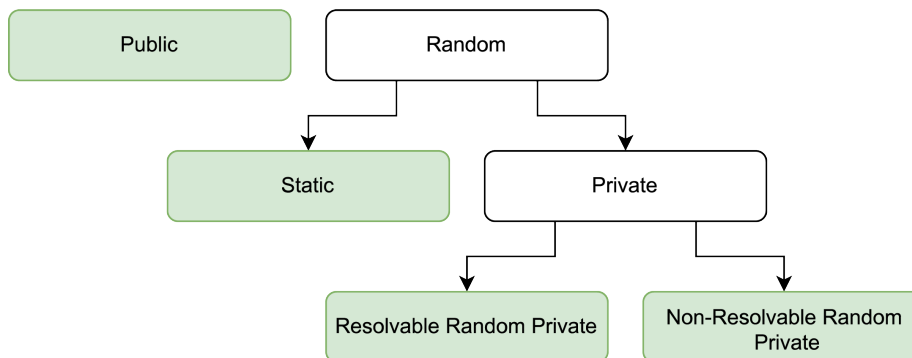 Public
Random
Static
Private
Resolvable Random Private
Non-Resolvable Random
Private